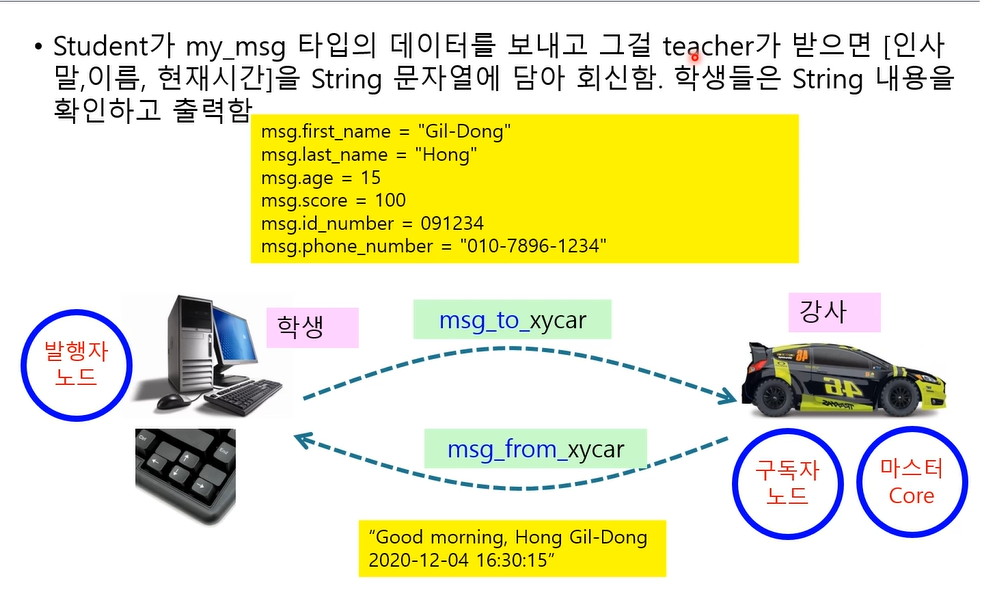 • Student가 my_msg 타입의 데이터를 보내고 그걸 teacher가 받으면 [인사
말,이름, 현재시간]을 String 문자열에 담아 회신함. 학생들은 String 내용을
확인하고 출력함
msg.first_name = "Gil-Dong"
msg.last_name = "Hong"
msg.age = 15
msg.score = 100
msg.id_number = 091234
msg.phone_number = "010-7896-1234"
발행자
노드
학생
msg_to_xycar
강사
46
msg_from_xycar
구독자
노드
마스터
Core
“Good morning, Hong Gil-Dong
2020-12-04 16:30:15”